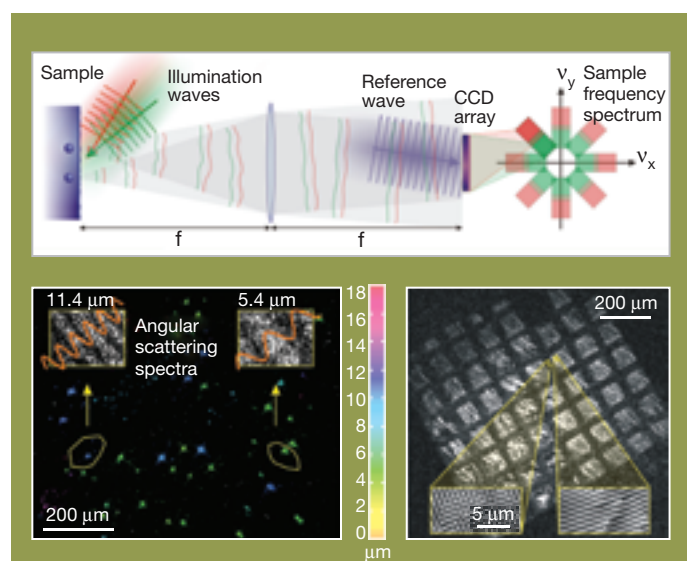 Sample
Illumination
waves
Reference
wave
CCD
array
νy
Sample
frequency
spectrum
νx
f
f
11.4 µm
5.4 µm
Angular
scattering
spectra
200 µm
18
16
14
12
10
8
6
4
2
0
µm
200 µm
5 µm